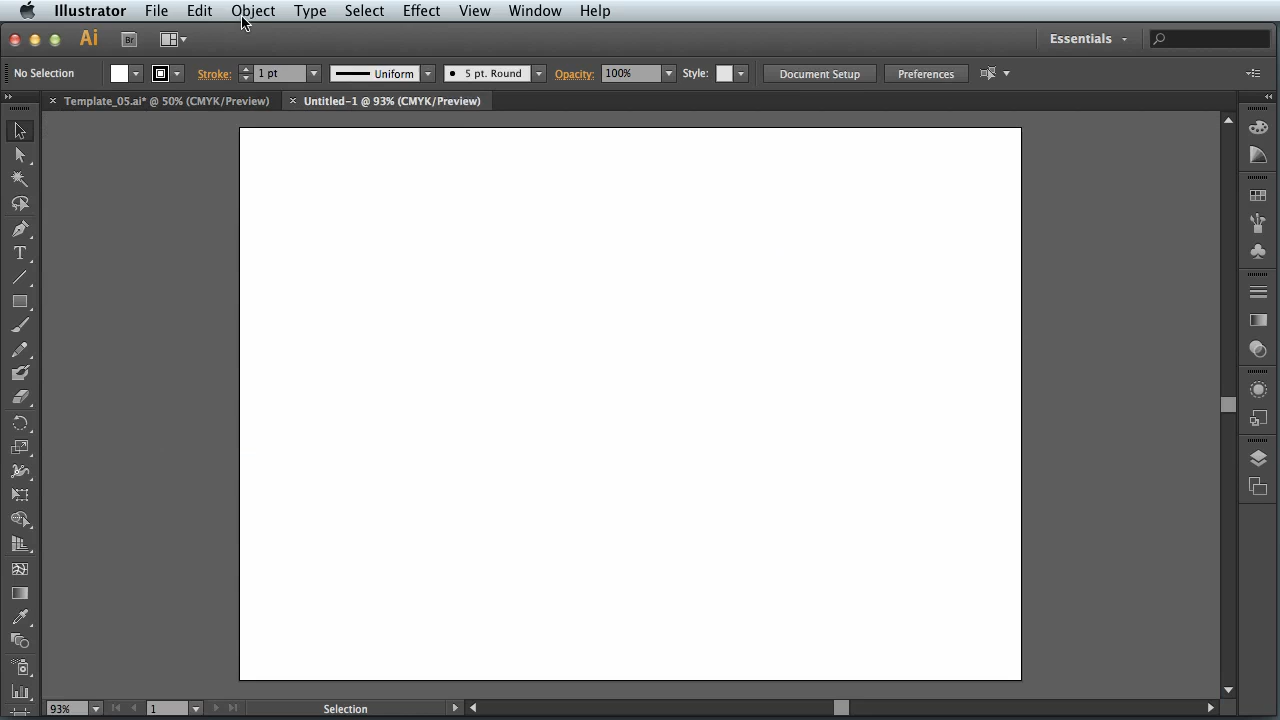 Illustrator File Edit Object Type Select Effect View Window Help
Ai Br Essentials
No Selection Stroke: 1 pt Uniform 5 pt. Round Opacity: 100% Style: Document Setup Preferences
Template_05.ai* @ 50% (CMYK/Preview) Untitled-1 @ 93% (CMYK/Preview)
T
93% 1 Selection